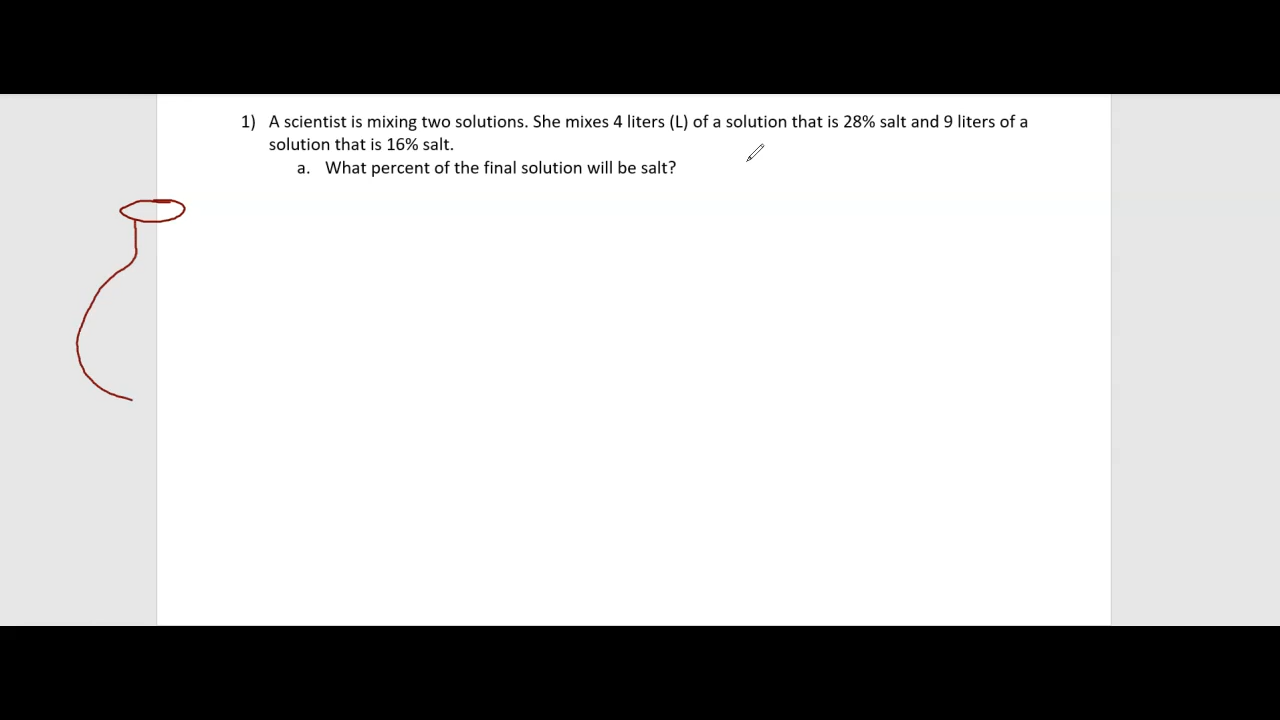 1) A scientist is mixing two solutions. She mixes 4 liters (L) of a solution that is 28% salt and 9 liters of a
solution that is 16% salt.
a. What percent of the final solution will be salt?